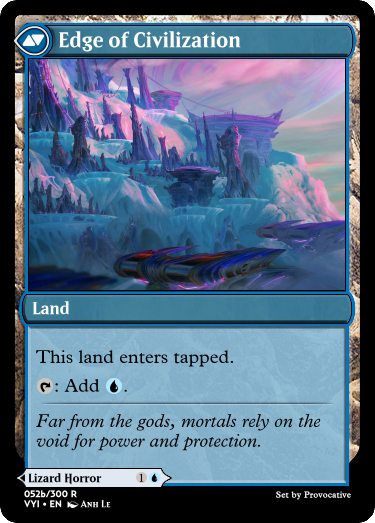 Edge of Civilization
Land
This land enters tapped.
: Add .
Far from the gods, mortals rely on the
void for power and protection.
Lizard Horror 1
052b/300 R
VYI • EN Anh Le
Set by Provocative